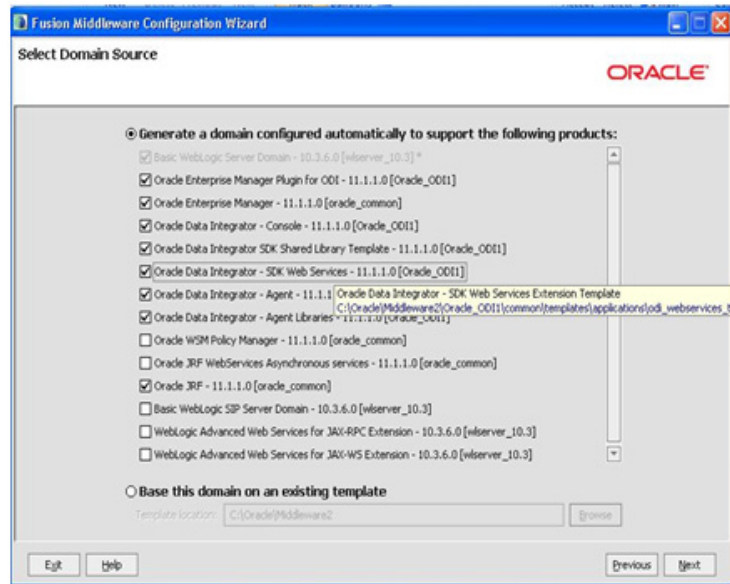 Fusion Middleware Configuration Wizard
Select Domain Source
ORACLE
Generate a domain configured automatically to support the following products:
Basic WebLogic Server Domain - 10.3.6.0 [wlserver_10.3] *
Oracle Enterprise Manager Plugin for ODI - 11.1.1.0 [Oracle_ODI1]
Oracle Enterprise Manager - 11.1.1.0 [oracle_common]
Oracle Data Integrator - Console - 11.1.1.0 [Oracle_ODI1]
Oracle Data Integrator SDK Shared Library Template - 11.1.1.0 [Oracle_ODI1]
Oracle Data Integrator - SDK Web Services - 11.1.1.0 [Oracle_ODI1]
Oracle Data Integrator - Agent - 11.1.1
Oracle Data Integrator - SDK Web Services Extension Template
C:\Oracle\Middleware2\Oracle_ODI1\common\templates\applications\odi_webservices_t
Oracle Data Integrator - Agent Libraries - 11.1.1.0 [Oracle_ODI1]
Oracle WSM Policy Manager - 11.1.1.0 [oracle_common]
Oracle JRF WebServices Asynchronous services - 11.1.1.0 [oracle_common]
Oracle JRF - 11.1.1.0 [oracle_common]
Basic WebLogic SIP Server Domain - 10.3.6.0 [wlserver_10.3]
WebLogic Advanced Web Services for JAX-RPC Extension - 10.3.6.0 [wlserver_10.3]
WebLogic Advanced Web Services for JAX-WS Extension - 10.3.6.0 [wlserver_10.3]
Base this domain on an existing template
Template location: C:\Oracle\Middleware2 Browse
Exit Help Previous Next